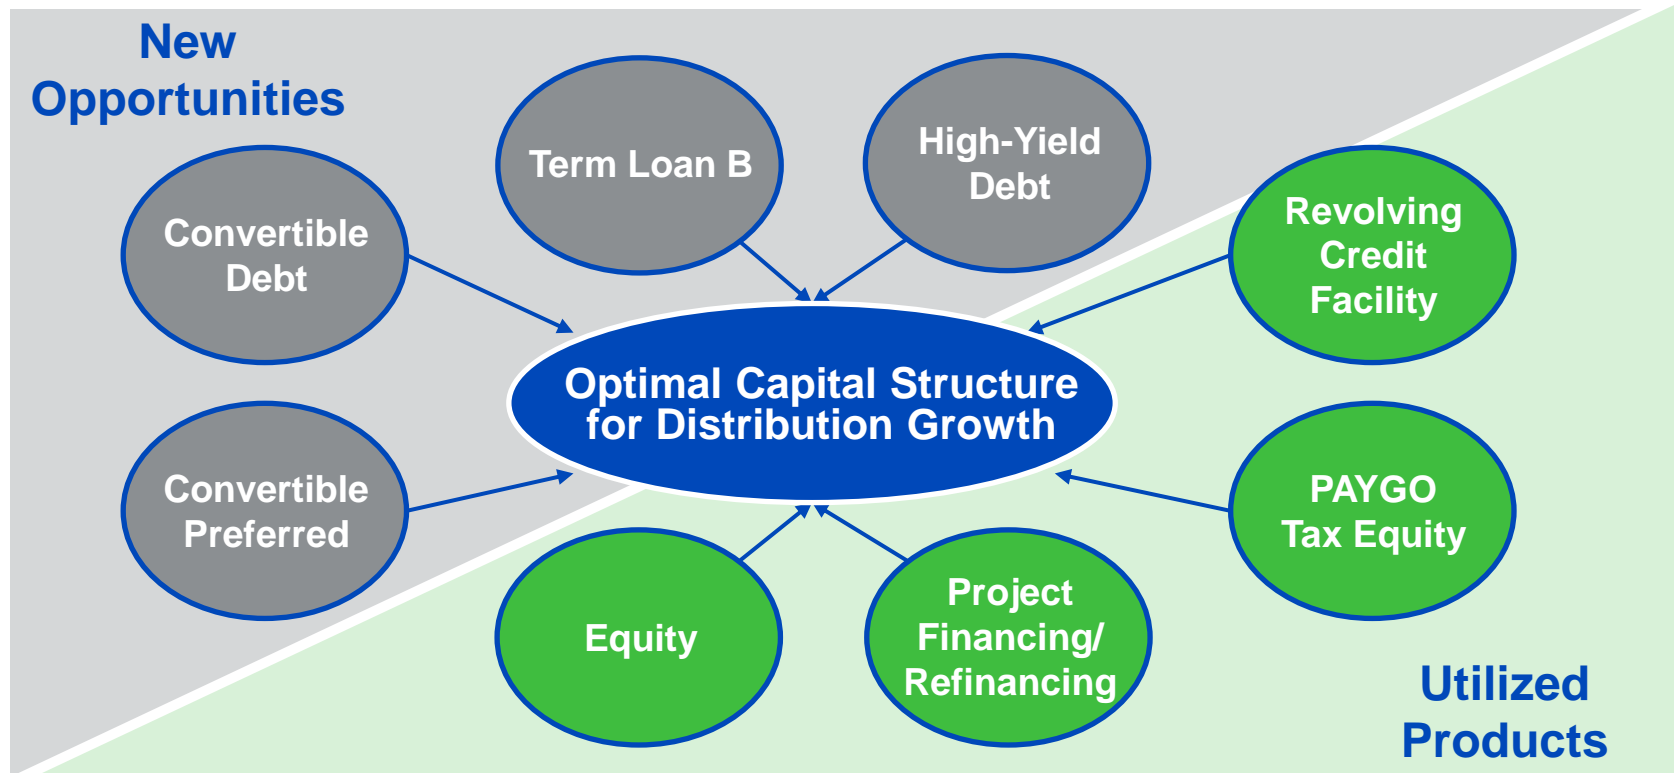 New
Opportunities
Term Loan B
High-Yield
Debt
Convertible
Debt
Revolving
Credit
Facility
Optimal Capital Structure
for Distribution Growth
Convertible
Preferred
PAYGO
Tax Equity
Equity
Project
Financing/
Refinancing
Utilized
Products